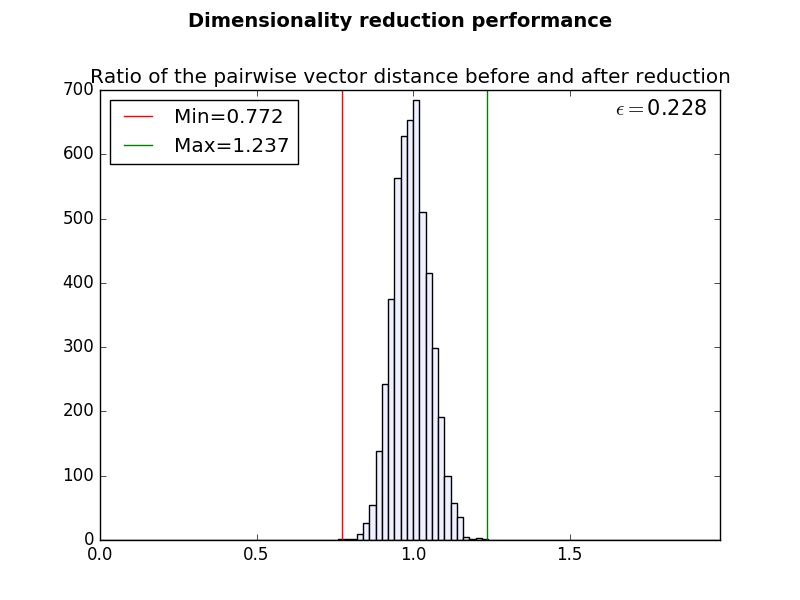 Dimensionality reduction performance
Ratio of the pairwise vector distance before and after reduction
Min=0.772
Max=1.237
ϵ = 0.228
700
600
500
400
300
200
100
0
0.0 0.5 1.0 1.5